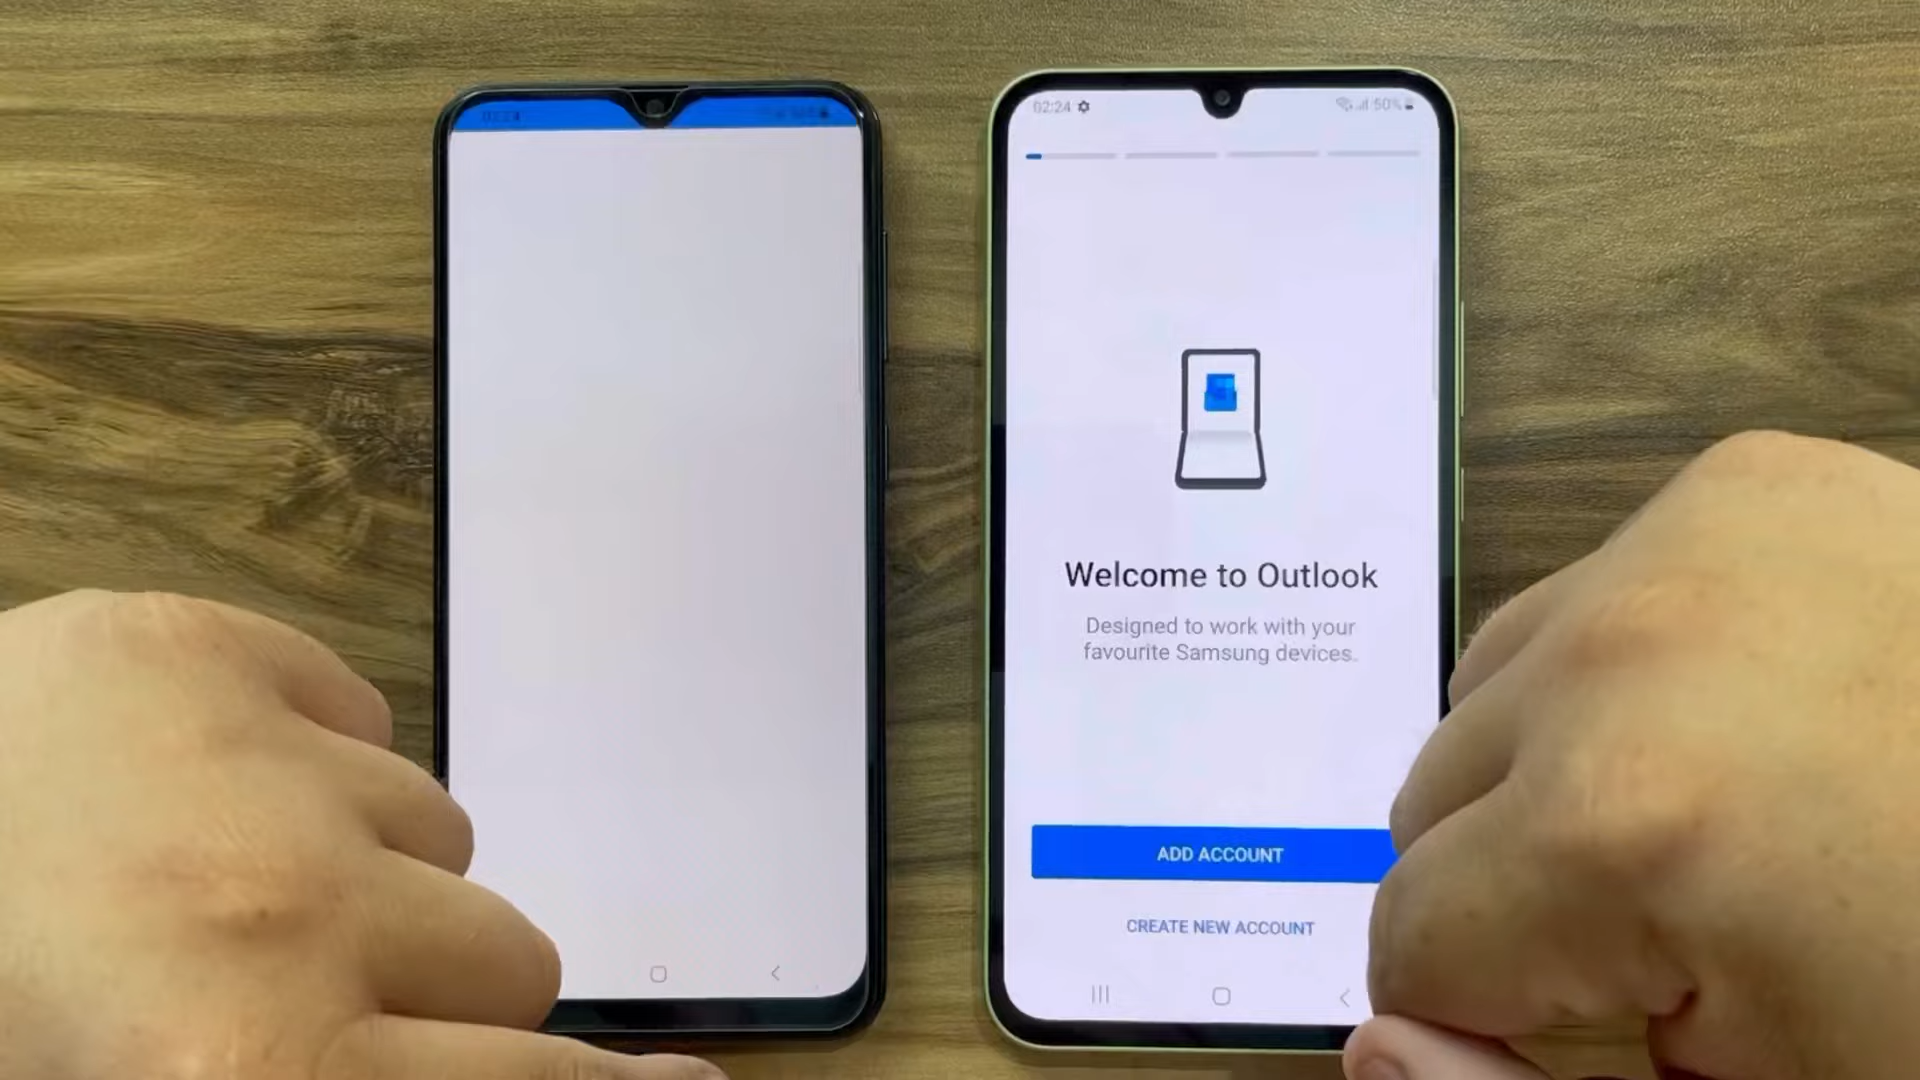 02:24
50%
Welcome to Outlook
Designed to work with your
favourite Samsung devices.
ADD ACCOUNT
CREATE NEW ACCOUNT